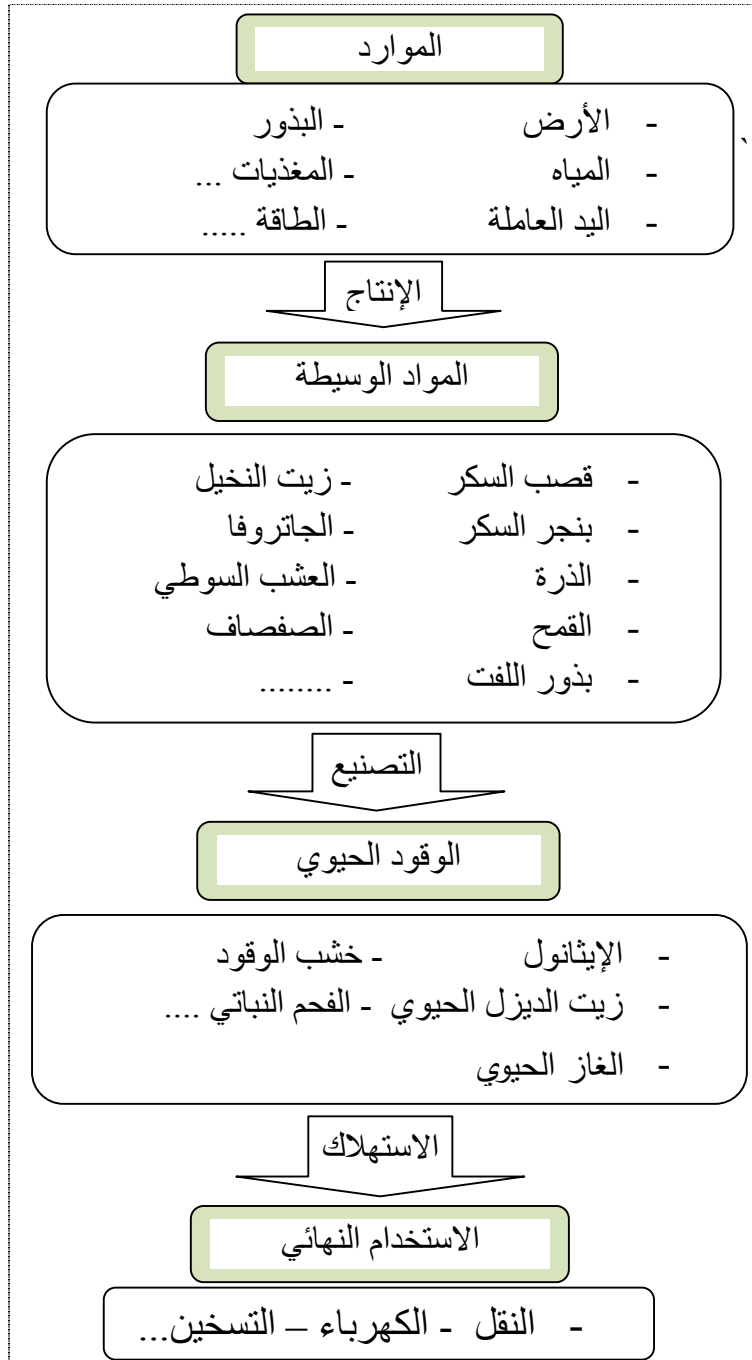 الموارد
- الأرض - البذور
- المياه - المغذيات ...
- اليد العاملة - الطاقة .....
الإنتاج
المواد الوسيطة
- قصب السكر - زيت النخيل
- بنجر السكر - الجاتروفا
- الذرة - العشب السوطي
- القمح - الصفصاف
- بذور اللفت - ........
التصنيع
الوقود الحيوي
- الإيثانول - خشب الوقود
- زيت الديزل الحيوي - الفحم النباتي ....
- الغاز الحيوي
الاستهلاك
الاستخدام النهائي
- النقل - الكهرباء – التسخين...